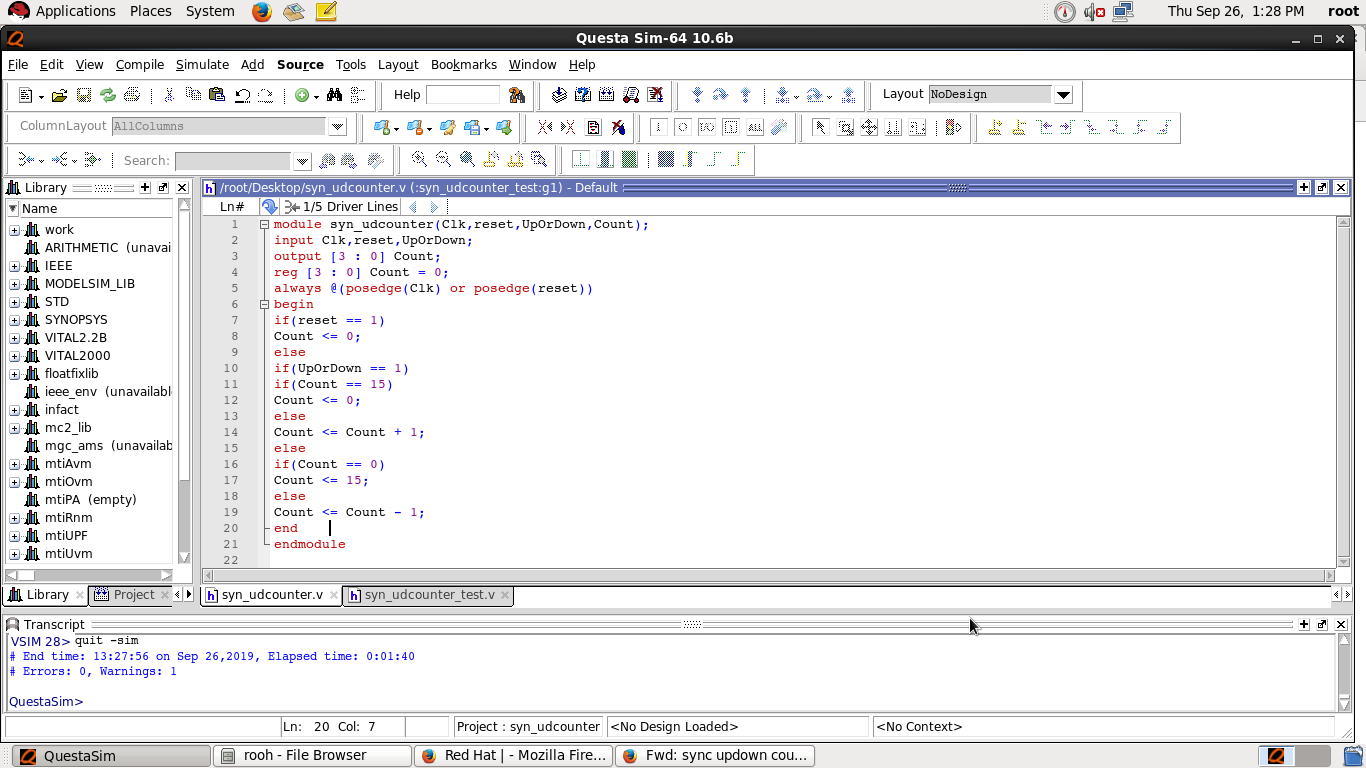 Applications Places System Thu Sep 26, 1:28 PM root
Questa Sim-64 10.6b
File Edit View Compile Simulate Add Source Tools Layout Bookmarks Window Help
Help Layout NoDesign
ColumnLayout AllColumns ALL
Search:
Library
Name
work
ARITHMETIC (unavai
IEEE
MODELSIM_LIB
STD
SYNOPSYS
VITAL2.2B
VITAL2000
floatfixlib
ieee_env (unavailabl
infact
mc2_lib
mgc_ams (unavailab
mtiAvm
mtiOvm
mtiPA (empty)
mtiRnm
mtiUPF
mtiUvm
Library Project
/root/Desktop/syn_udcounter.v (:syn_udcounter_test:g1) - Default
Ln# 1/5 Driver Lines
1 module syn_udcounter(Clk,reset,UpOrDown,Count);
2 input Clk,reset,UpOrDown;
3 output [3 : 0] Count;
4 reg [3 : 0] Count = 0;
5 always @(posedge(Clk) or posedge(reset))
6 begin
7 if(reset == 1)
8 Count <= 0;
9 else
10 if(UpOrDown == 1)
11 if(Count == 15)
12 Count <= 0;
13 else
14 Count <= Count + 1;
15 else
16 if(Count == 0)
17 Count <= 15;
18 else
19 Count <= Count - 1;
20 end
21 endmodule
22
syn_udcounter.v syn_udcounter_test.v
Transcript
VSIM 28> quit -sim
# End time: 13:27:56 on Sep 26,2019, Elapsed time: 0:01:40
# Errors: 0, Warnings: 1
QuestaSim>
Ln: 20 Col: 7 Project : syn_udcounter <No Design Loaded> <No Context>
QuestaSim rooh - File Browser Red Hat | - Mozilla Fire... Fwd: sync updown cou...